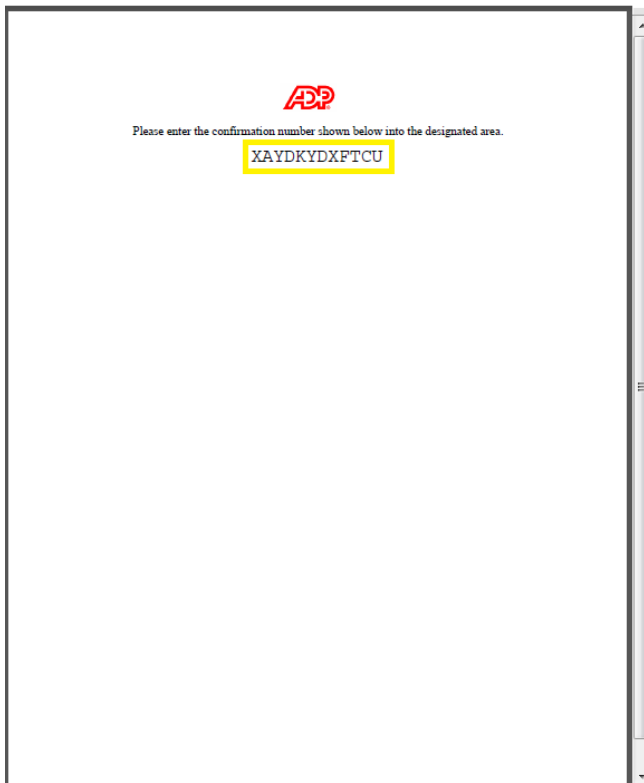 ADP
Please enter the confirmation number shown below into the designated area.
XAYDKYDXFTCU